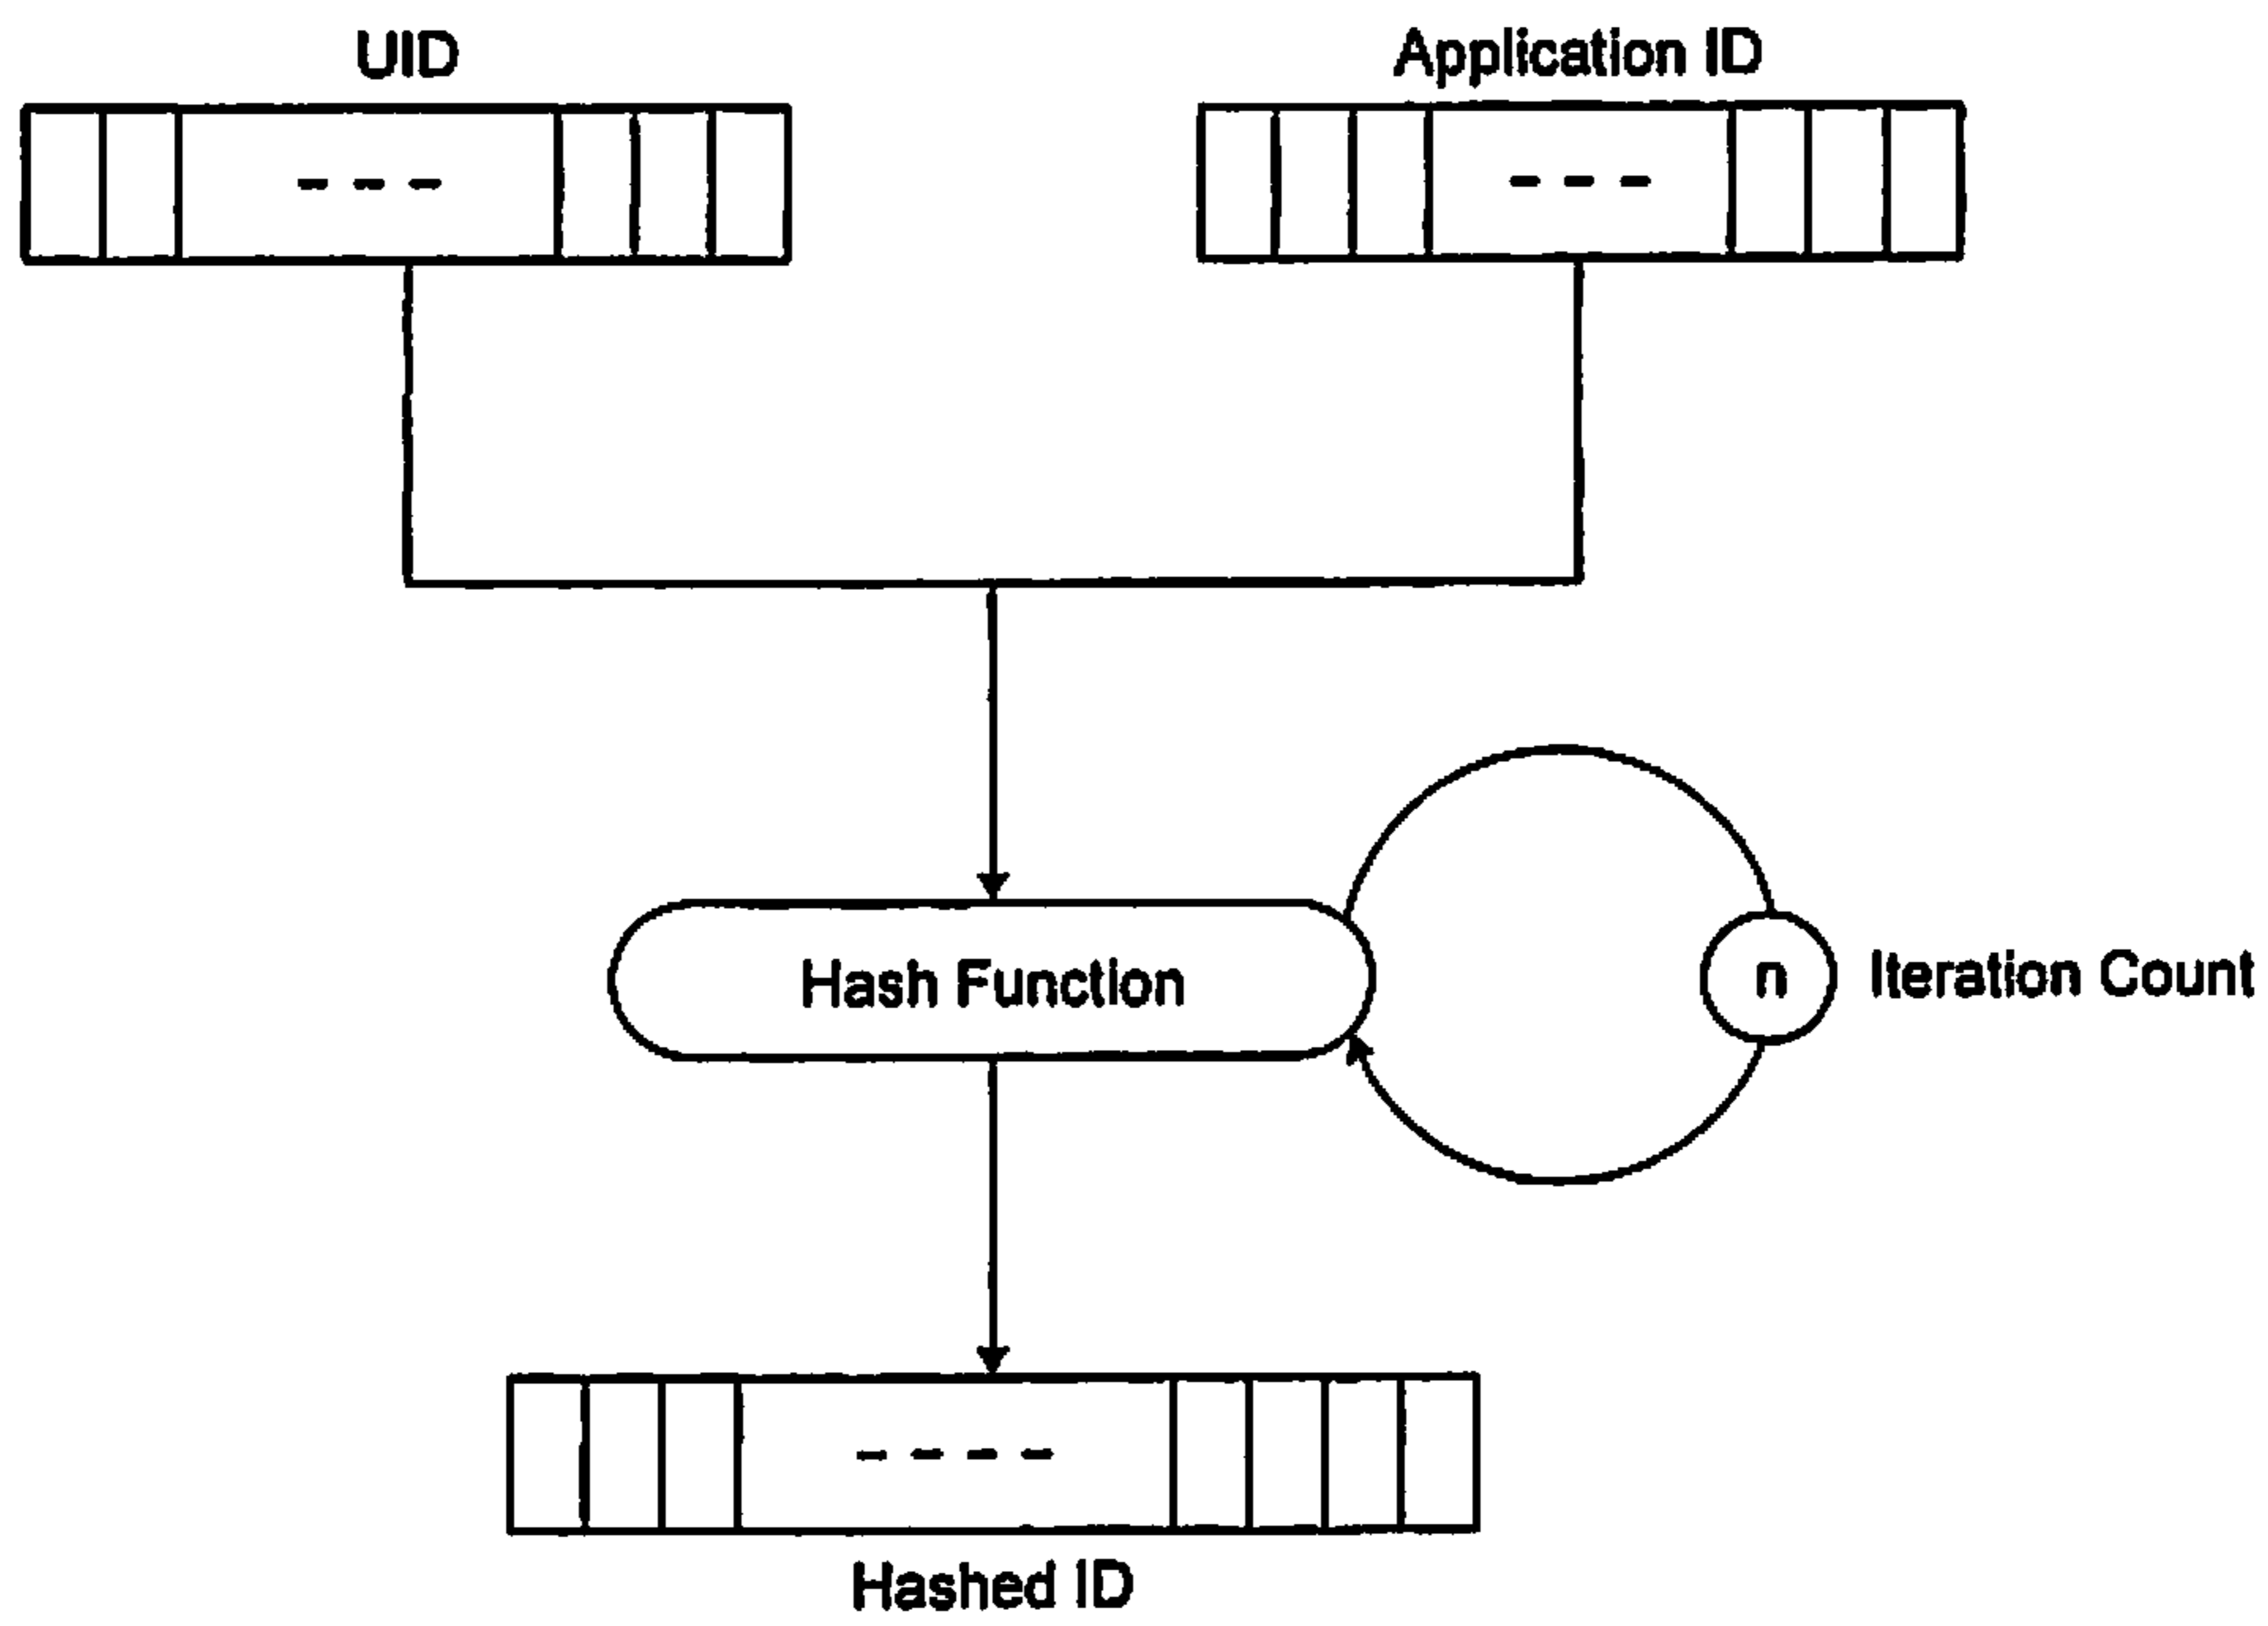 UID
Application ID
Hash Function
n
Iteration Count
Hashed ID